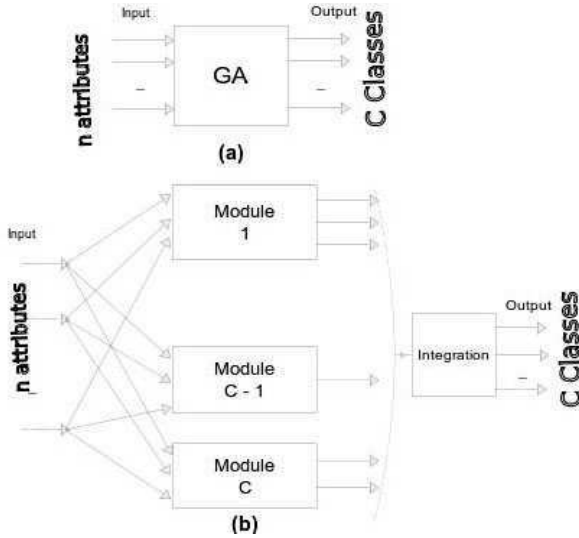 Input
Output
n attributes
GA
C Classes
(a)
Module
1
Input
n attributes
Module
C - 1
Integration
Output
C Classes
Module
C
(b)